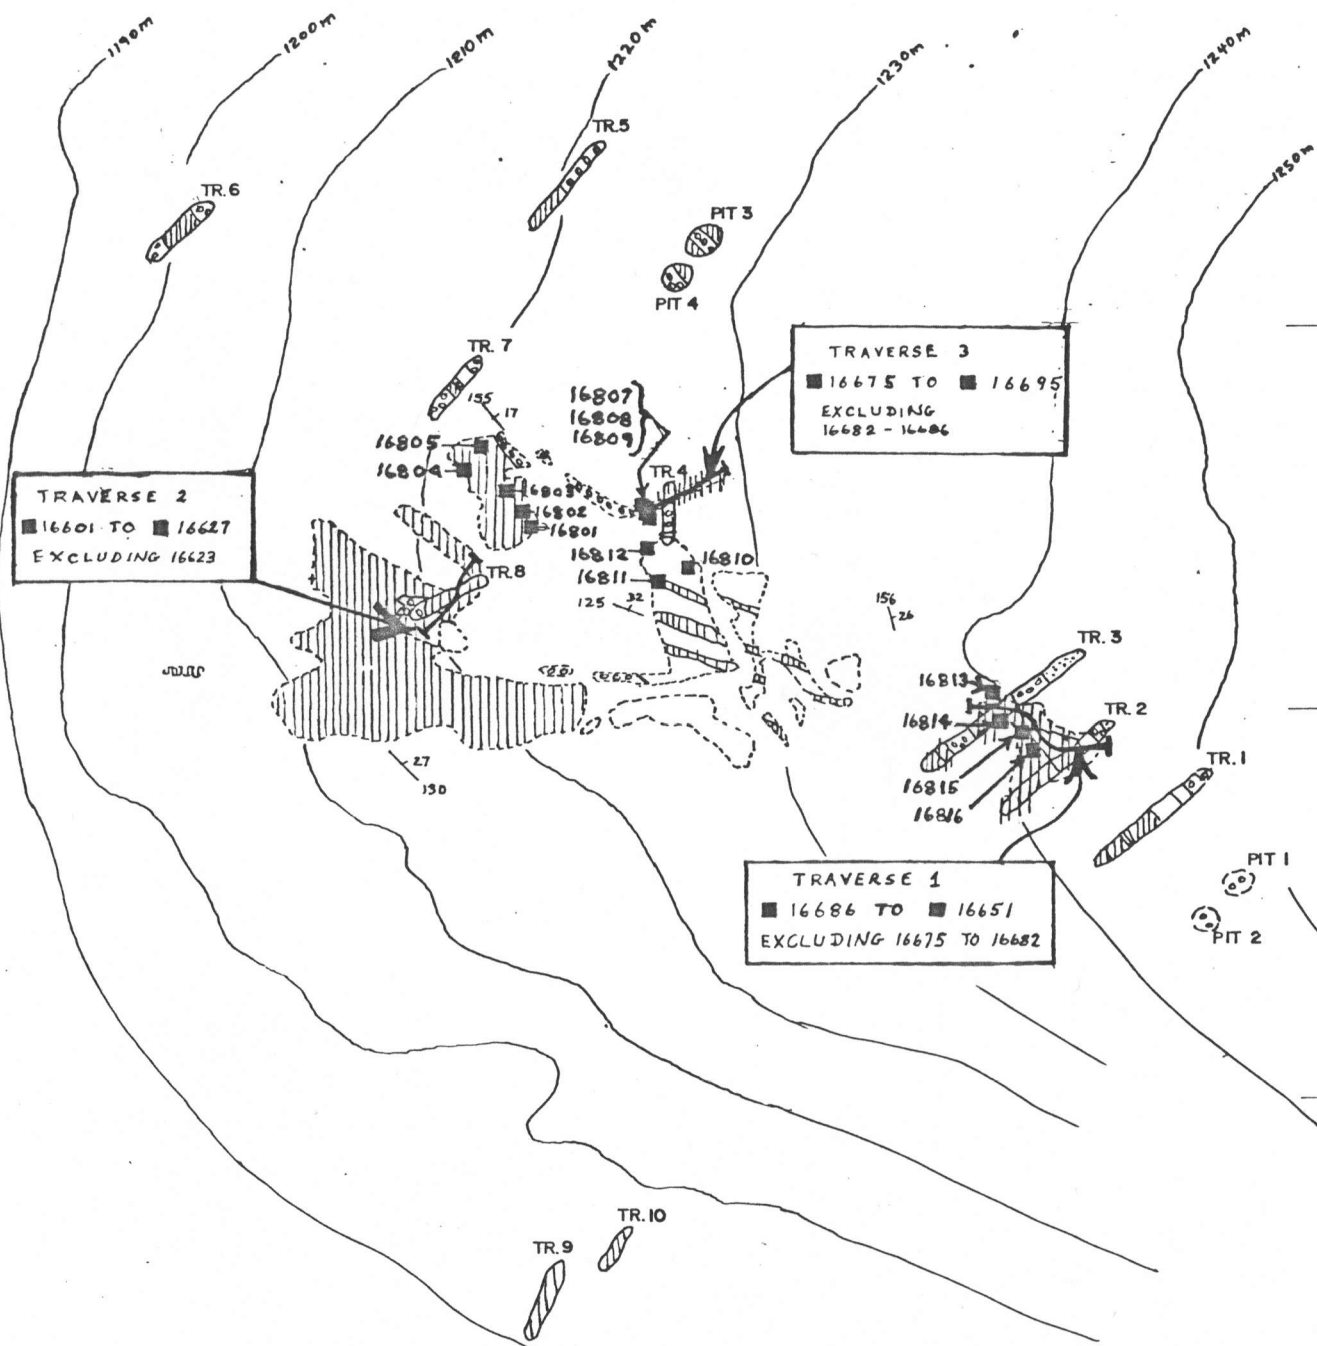 1190m
1200m
1210m
1220m
1230m
1240m
1250m
TR.5
TR.6
PIT 3
PIT 4
TR.7
155
17
16807
16808
16809
TRAVERSE 3
16675 TO 16695
EXCLUDING
16682 - 16686
16805
16804
TR.4
16803
16802
16801
TRAVERSE 2
16601 TO 16627
EXCLUDING 16623
16812
16810
16811
TR.8
125 32
156
26
TR.3
16813
16814
TR.2
27
130
16815
16816
TR.1
TRAVERSE 1
16686 TO 16651
EXCLUDING 16675 TO 16682
PIT 1
PIT 2
TR.10
TR.9